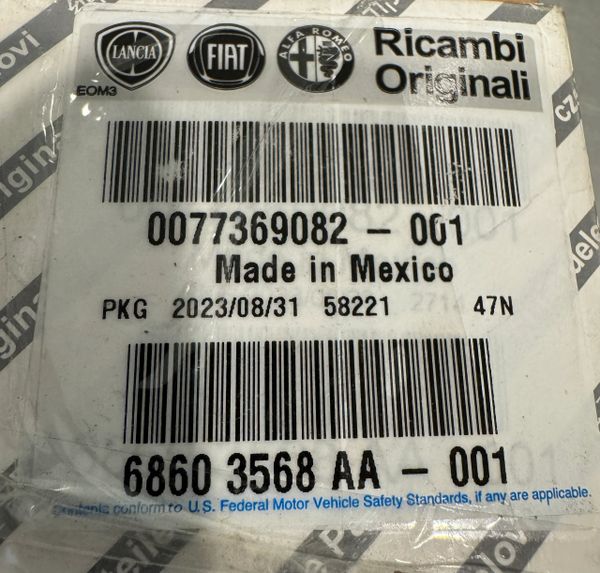 LANCIA FIAT ALFA ROMEO Ricambi
Originali
EOM3
0077369082 - 001
Made in Mexico
PKG 2023/08/31 58221 47N
6860 3568 AA - 001
Contents conform to U.S. Federal Motor Vehicle Safety Standards, if any are applicable.